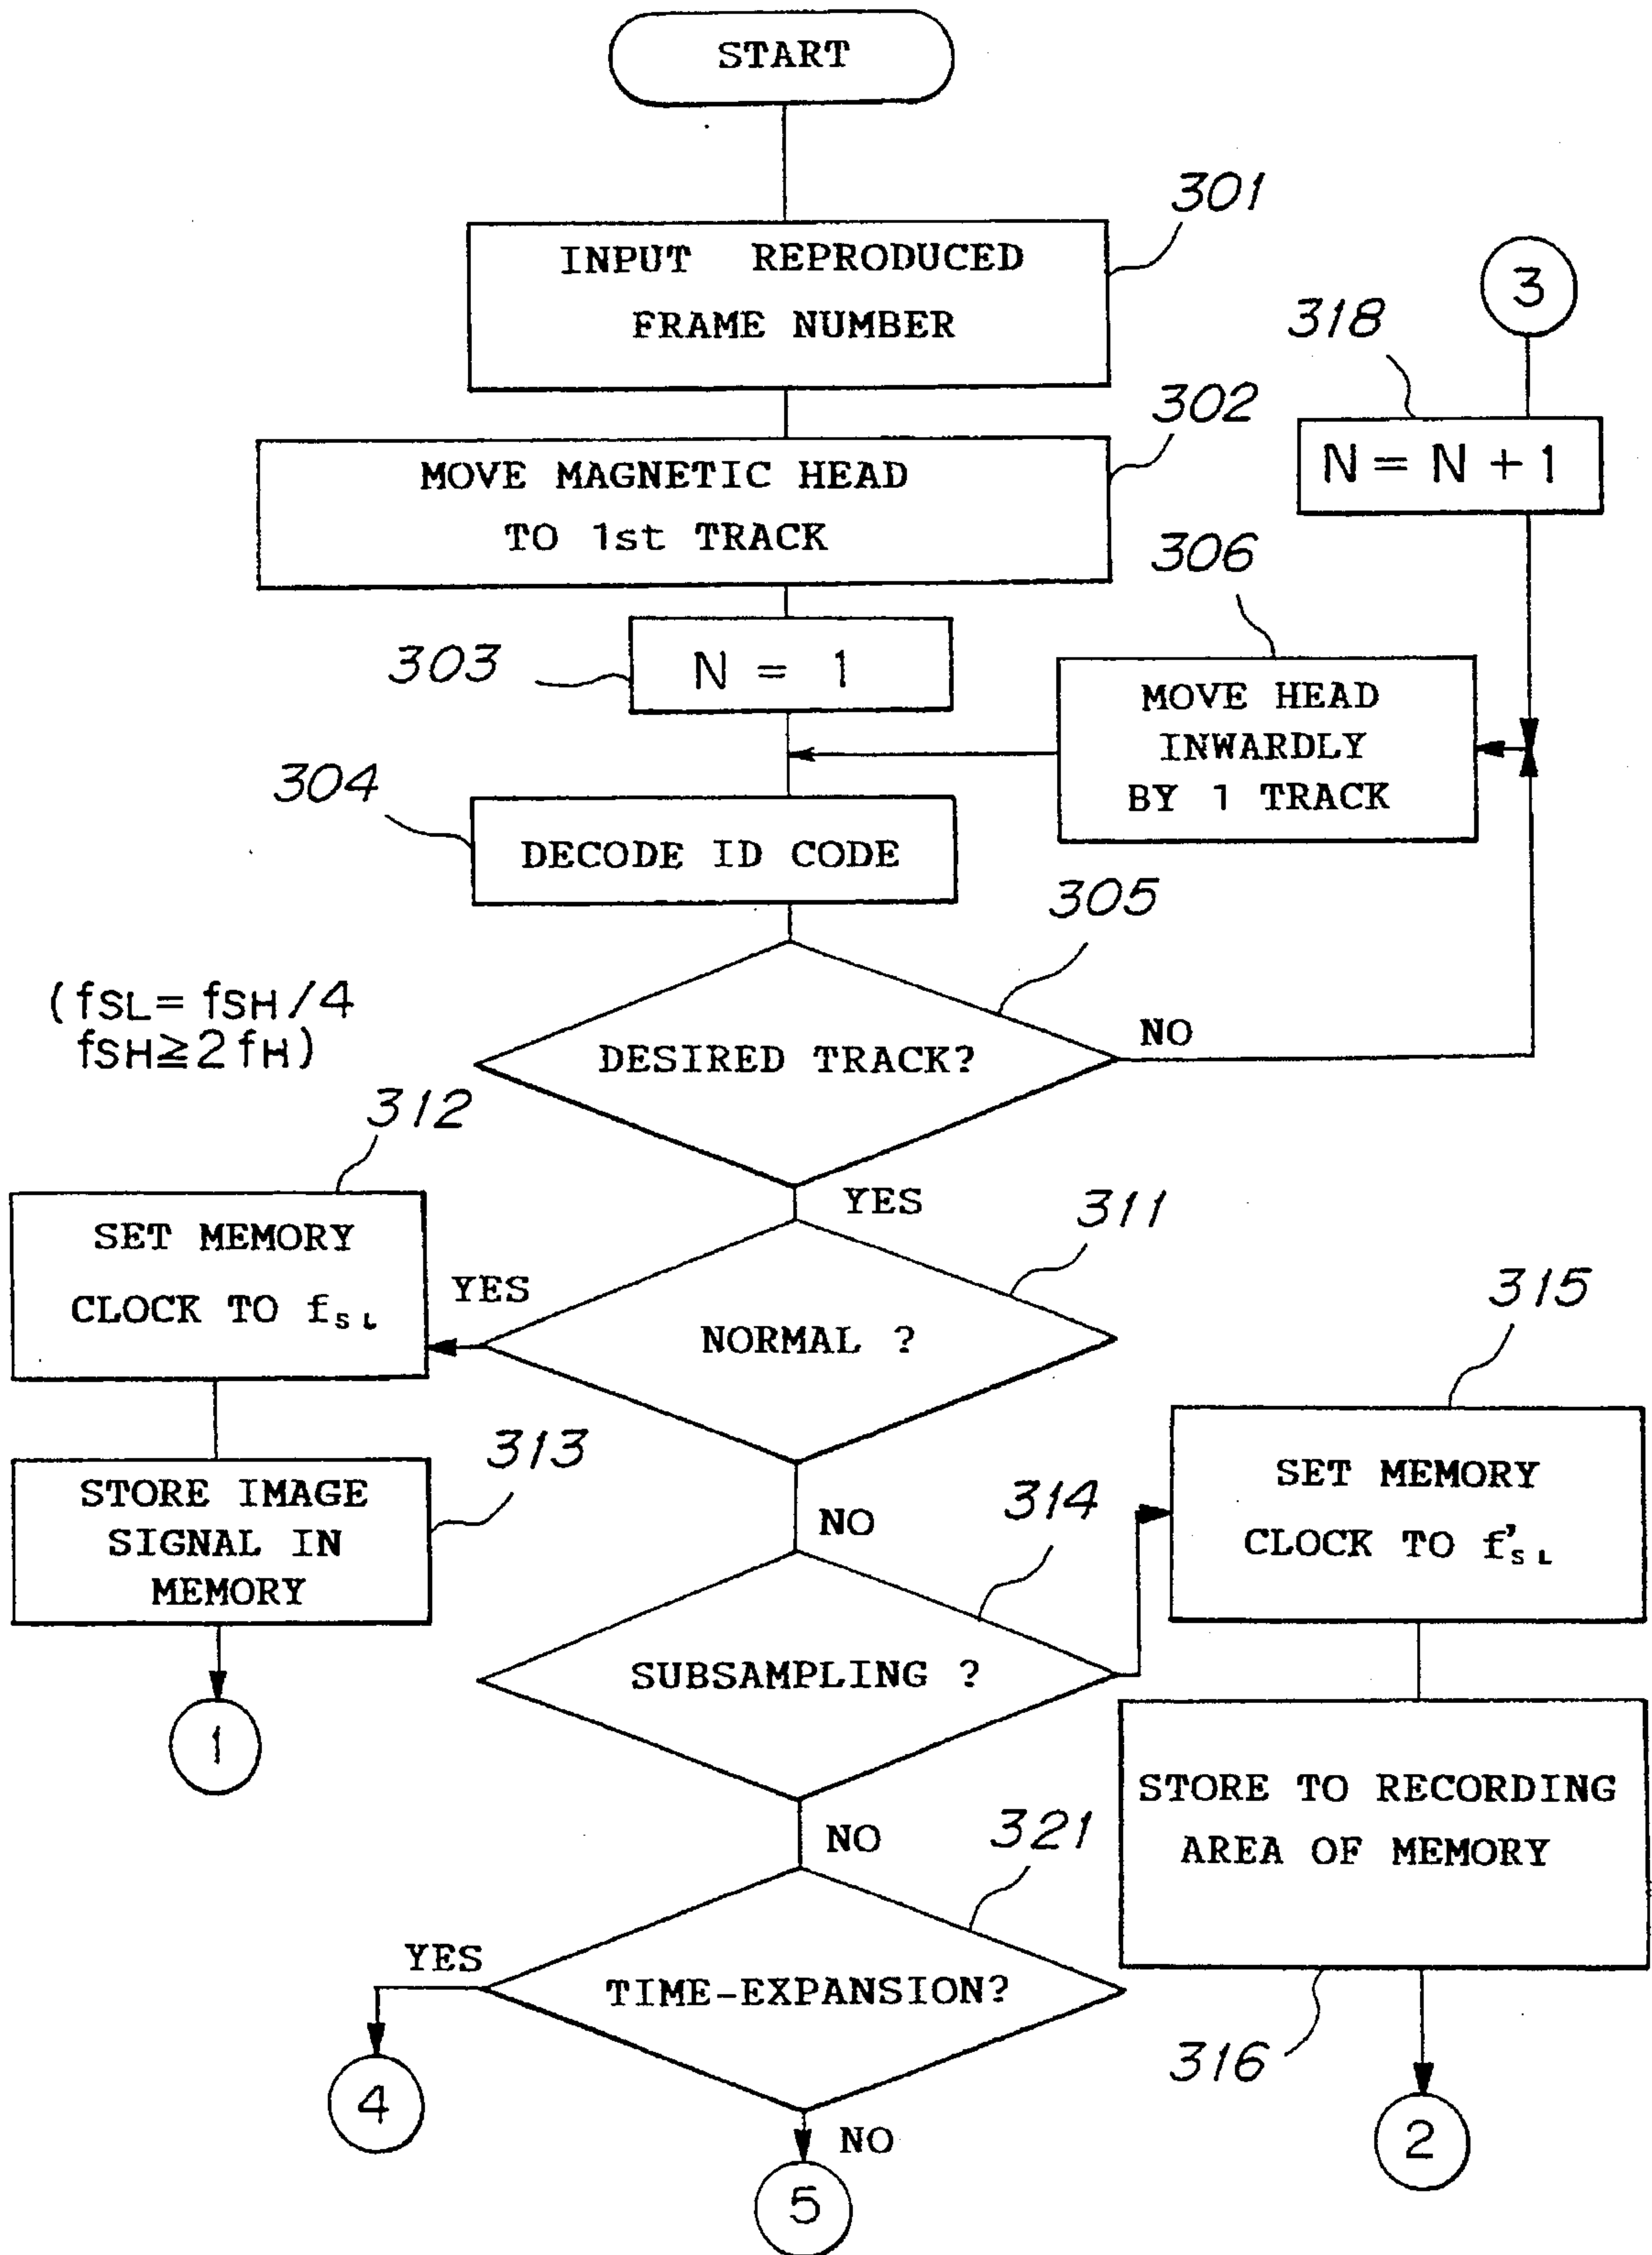 START
301
INPUT REPRODUCED
FRAME NUMBER
3
318
N = N + 1
302
MOVE MAGNETIC HEAD
TO 1st TRACK
306
303
N = 1
MOVE HEAD
INWARDLY
BY 1 TRACK
304
DECODE ID CODE
305
(fSL= fSH/4
fSH≧2fH)
DESIRED TRACK?
NO
312
YES
311
SET MEMORY
CLOCK TO fSL
YES
NORMAL ?
315
313
STORE IMAGE
SIGNAL IN
MEMORY
NO
314
SET MEMORY
CLOCK TO f'SL
SUBSAMPLING ?
1
STORE TO RECORDING
AREA OF MEMORY
NO
321
YES
TIME-EXPANSION?
316
4
NO
2
5